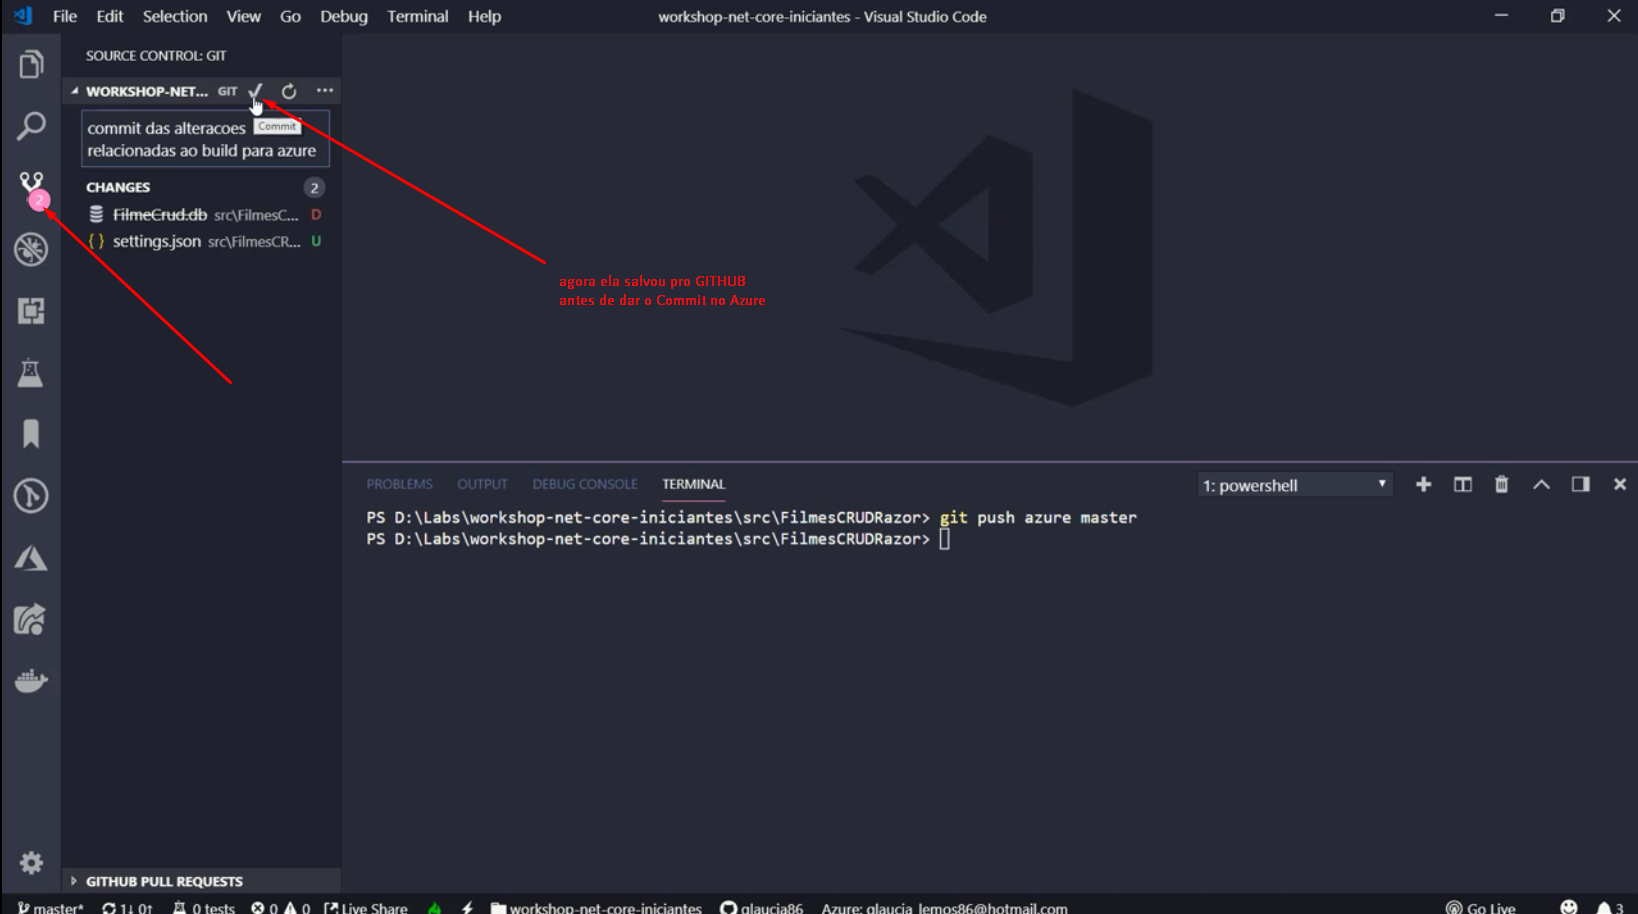 File Edit Selection View Go Debug Terminal Help
workshop-net-core-iniciantes - Visual Studio Code
SOURCE CONTROL: GIT
WORKSHOP-NET... GIT
commit das alteracoes
Commit
relacionadas ao build para azure
2
CHANGES 2
FilmeCrud.db src\FilmesC... D
{ } settings.json src\FilmesCR... U
agora ela salvou pro GITHUB
antes de dar o Commit no Azure
PROBLEMS OUTPUT DEBUG CONSOLE TERMINAL 1: powershell
PS D:\Labs\workshop-net-core-iniciantes\src\FilmesCRUDRazor> git push azure master
PS D:\Labs\workshop-net-core-iniciantes\src\FilmesCRUDRazor>
GITHUB PULL REQUESTS
master* 1↓ 0↑ 0 tests 0 0 Live Share workshop-net-core-iniciantes glaucia86 Azure: glaucia_lemos86@hotmail.com Go Live 3